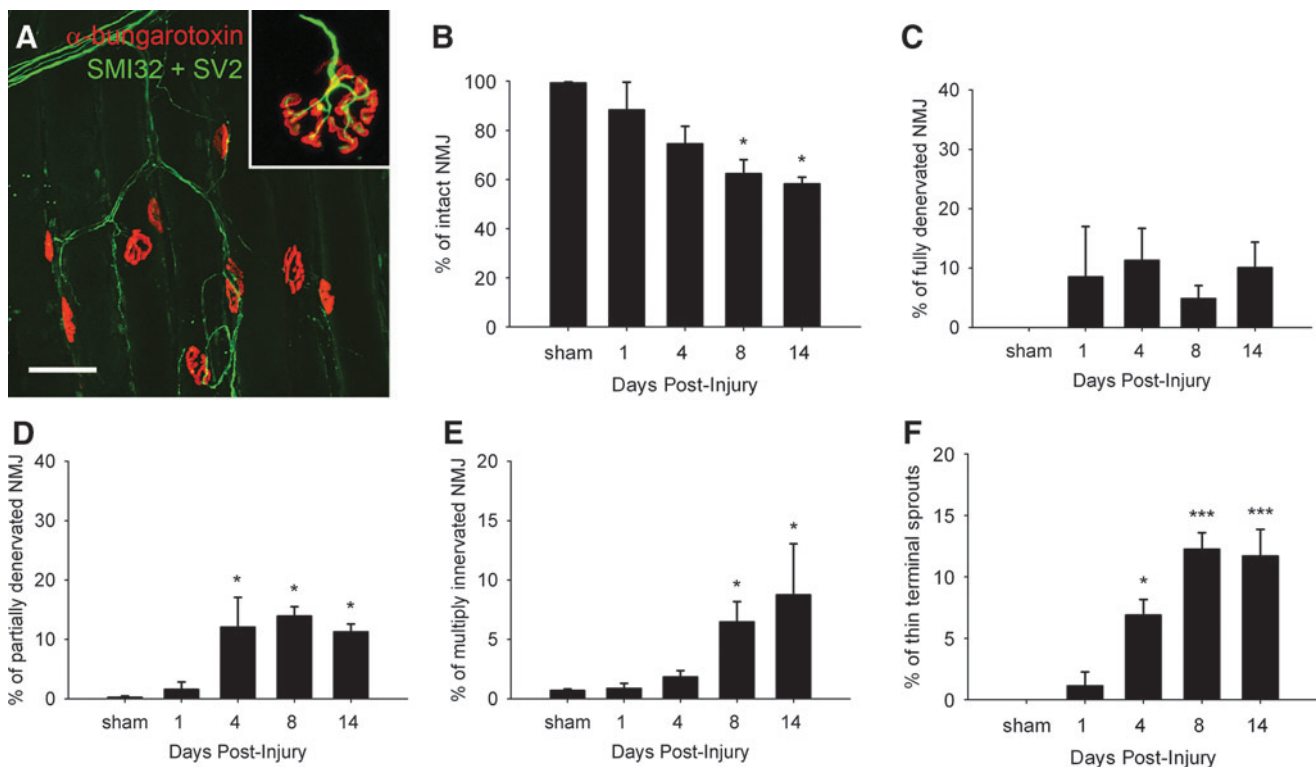 A
α-bungarotoxin
SMI32 + SV2
B
% of intact NMJ
100
80
60
40
20
0
*
*
sham 1 4 8 14
Days Post-Injury
C
% of fully denervated NMJ
40
30
20
10
0
sham 1 4 8 14
Days Post-Injury
D
% of partially denervated NMJ
40
30
20
10
0
*
*
*
sham 1 4 8 14
Days Post-Injury
E
% of multiply innervated NMJ
20
15
10
5
0
*
*
sham 1 4 8 14
Days Post-Injury
F
% of thin terminal sprouts
20
15
10
5
0
*
***
***
sham 1 4 8 14
Days Post-Injury